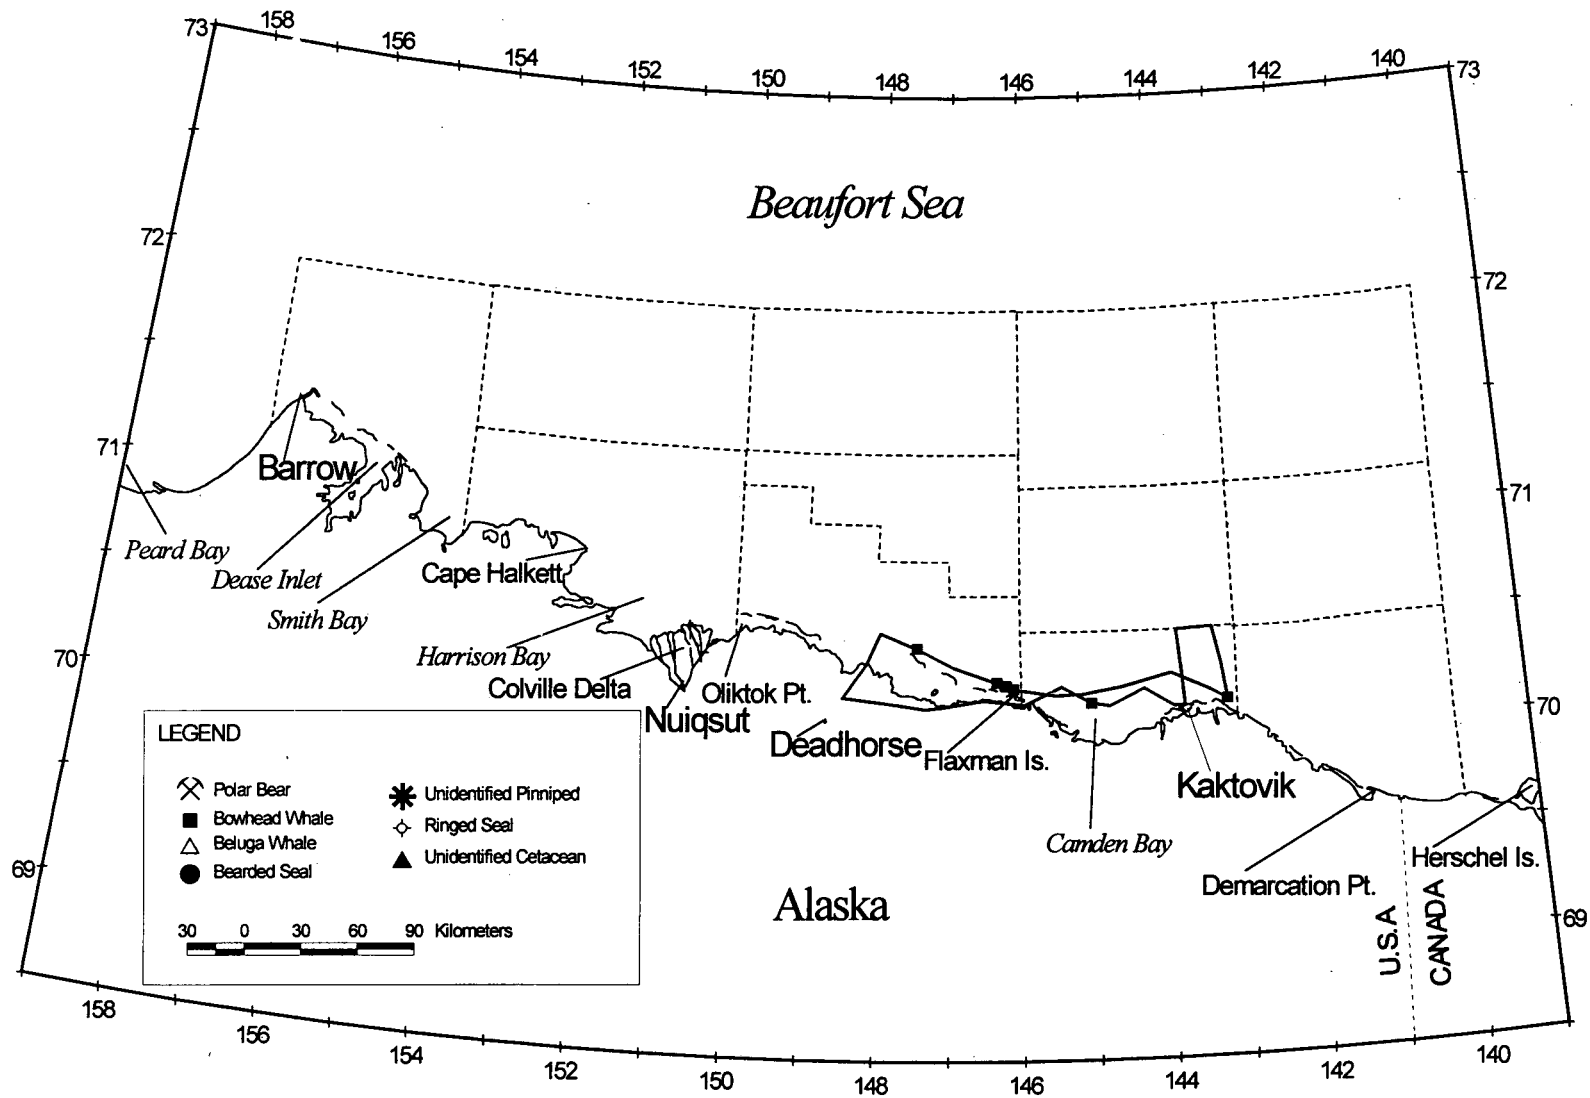 73 158 156 154 152 150 148 146 144 142 140 73
Beaufort Sea
72
72
71
71
Barrow
Peard Bay
Dease Inlet
Cape Halkett
Smith Bay
70
Harrison Bay
Colville Delta
Oliktok Pt.
70
Nuiqsut
Deadhorse
Flaxman Is.
Kaktovik
Camden Bay
Herschel Is.
Demarcation Pt.
LEGEND
Polar Bear
Unidentified Pinniped
Bowhead Whale
Ringed Seal
Beluga Whale
Unidentified Cetacean
Bearded Seal
69
Alaska
69
U.S.A
CANADA
30 0 30 60 90 Kilometers
158 156 154 152 150 148 146 144 142 140